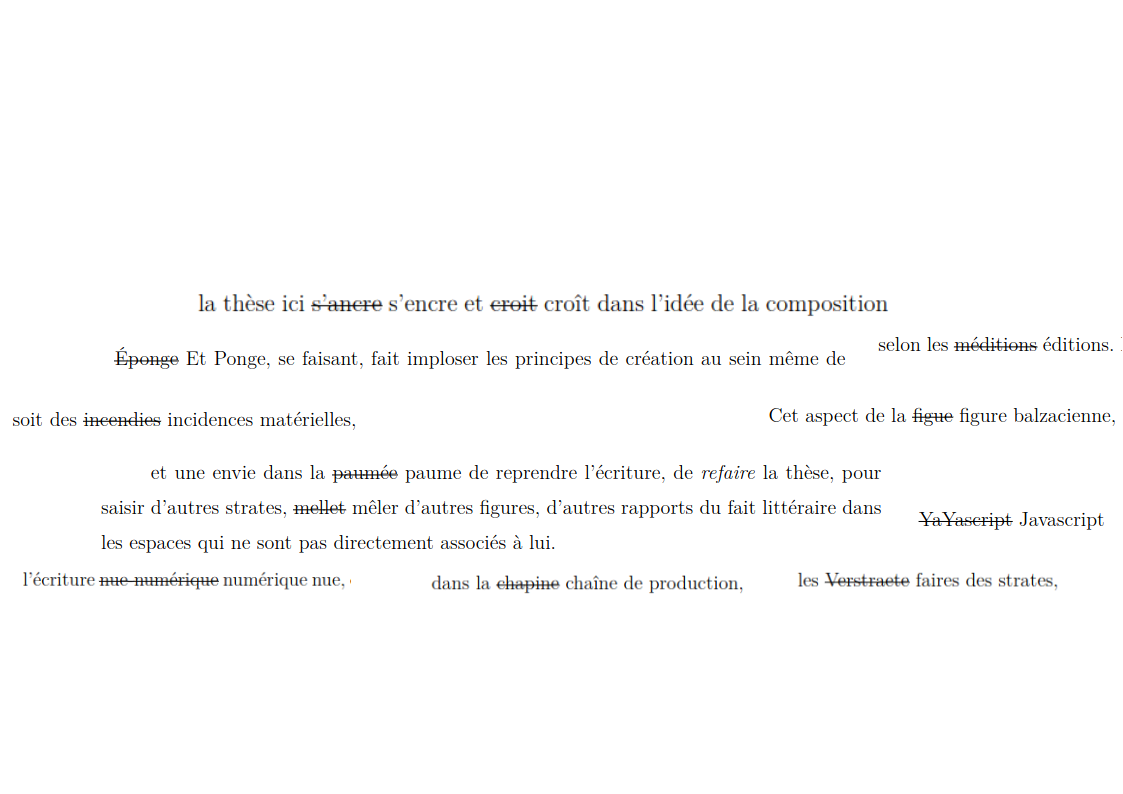 la thèse ici s'ancre s'encre et croit croît dans l'idée de la composition
Éponge Et Ponge, se faisant, fait imploser les principes de création au sein même de
selon les méditions éditions.
soit des incendies incidences matérielles,
Cet aspect de la figue figure balzacienne,
et une envie dans la paumée paume de reprendre l'écriture, de refaire la thèse, pour
saisir d'autres strates, mellet mêler d'autres figures, d'autres rapports du fait littéraire dans
les espaces qui ne sont pas directement associés à lui.
YaYascript Javascript
l'écriture nue numérique numérique nue,
dans la chapine chaîne de production,
les Verstraete faires des strates,